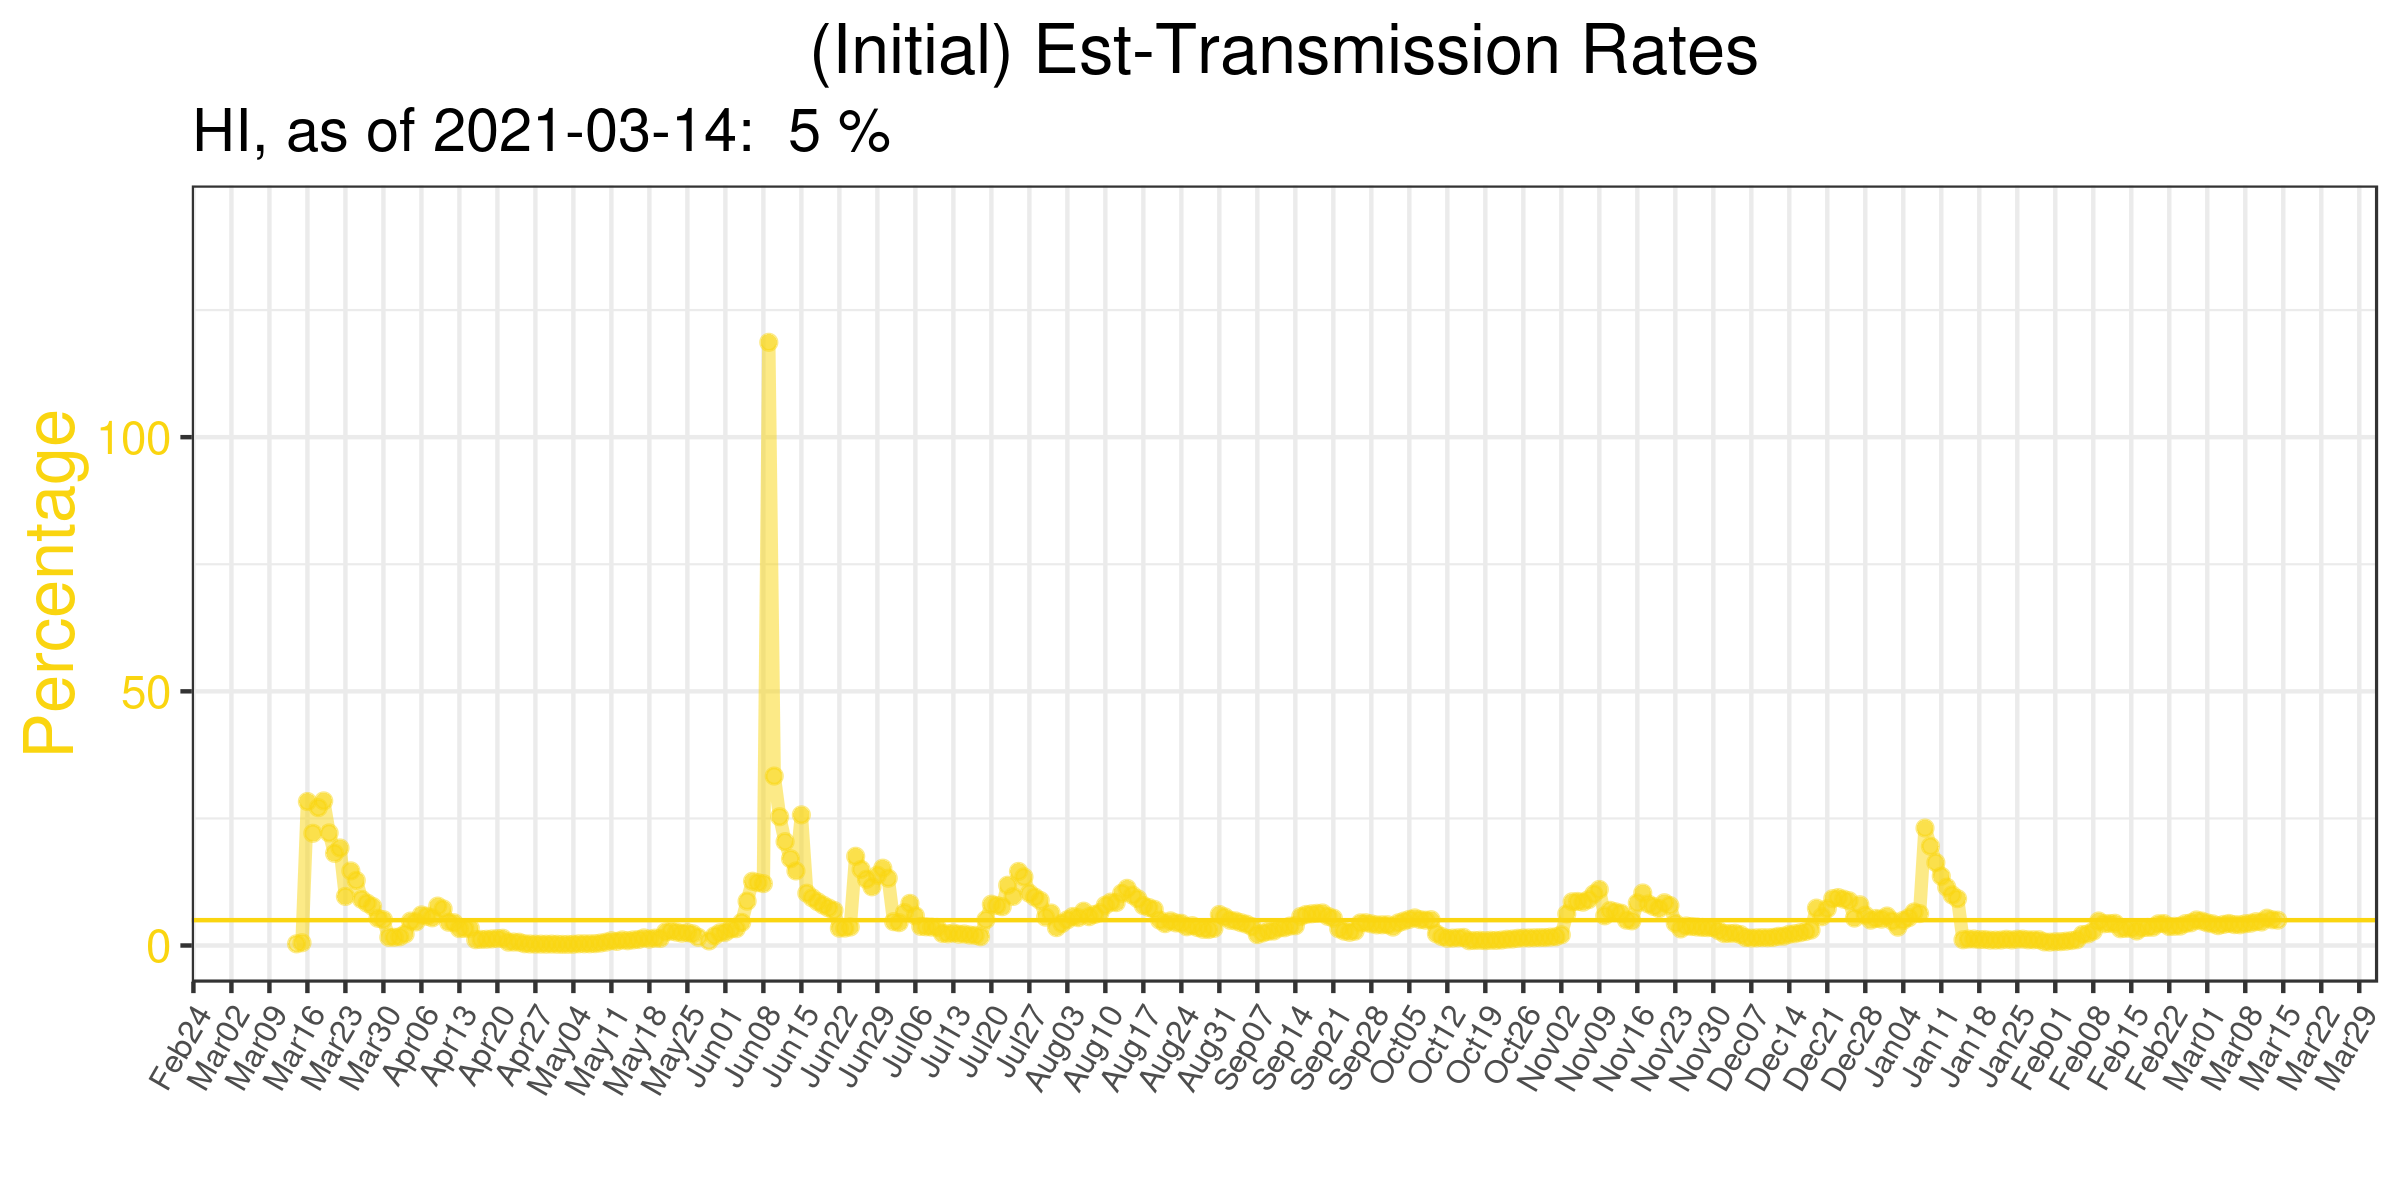 (Initial) Est-Transmission Rates
HI, as of 2021-03-14:  5 %
Percentage
100
50
0
Feb24 Mar02 Mar09 Mar16 Mar23 Mar30 Apr06 Apr13 Apr20 Apr27 May04 May11 May18 May25 Jun01 Jun08 Jun15 Jun22 Jun29 Jul06 Jul13 Jul20 Jul27 Aug03 Aug10 Aug17 Aug24 Aug31 Sep07 Sep14 Sep21 Sep28 Oct05 Oct12 Oct19 Oct26 Nov02 Nov09 Nov16 Nov23 Nov30 Dec07 Dec14 Dec21 Dec28 Jan04 Jan11 Jan18 Jan25 Feb01 Feb08 Feb15 Feb22 Mar01 Mar08 Mar15 Mar22 Mar29